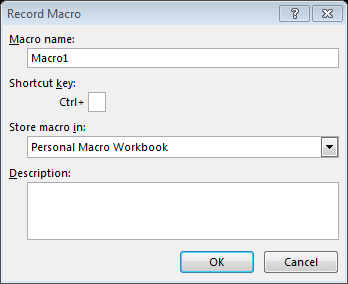 Record Macro
Macro name:
Macro1
Shortcut key:
Ctrl+
Store macro in:
Personal Macro Workbook
Description:
OK Cancel